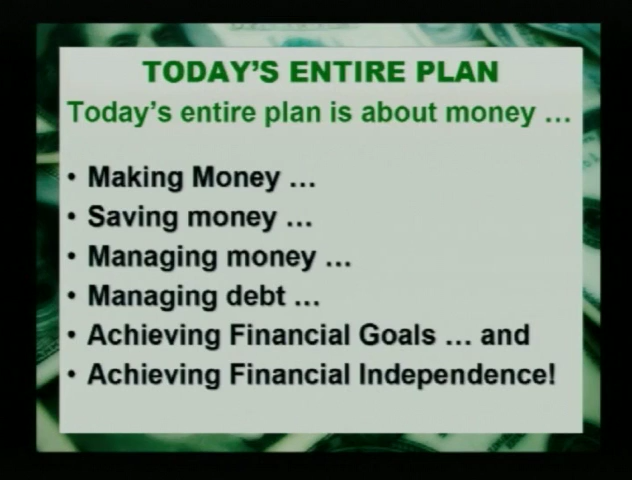 TODAY'S ENTIRE PLAN
Today's entire plan is about money ...
• Making Money ...
• Saving money ...
• Managing money ...
• Managing debt ...
• Achieving Financial Goals ... and
• Achieving Financial Independence!